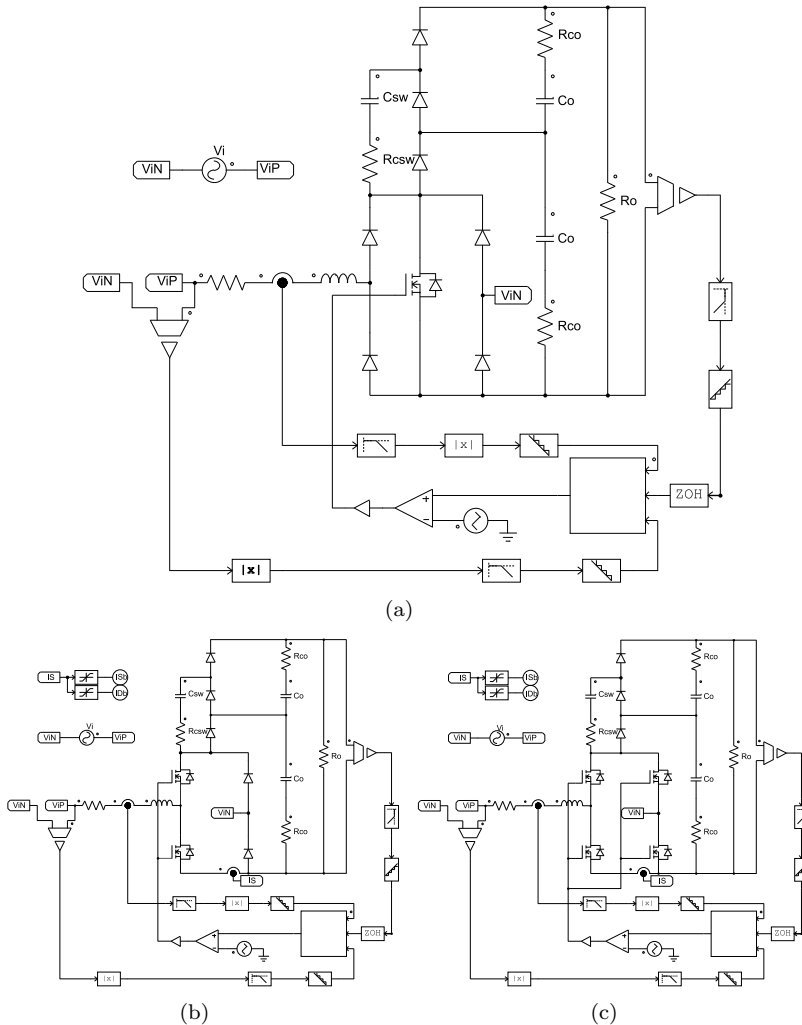 Rco
Csw
Co
Vi
ViN
ViP
Rcsw
Ro
ViN
ViP
Co
ViN
Rco
|x|
ZOH
|x|
(a)
IS
ISb
IDb
Rco
Csw
Co
Vi
ViN
ViP
Rcsw
Ro
Co
ViN
ViP
ViN
Rco
IS
|x|
ZOH
|x|
(b)
IS
ISb
IDb
Rco
Csw
Co
Vi
ViN
ViP
Rcsw
Ro
Co
ViN
ViP
ViN
Rco
IS
|x|
ZOH
|x|
(c)